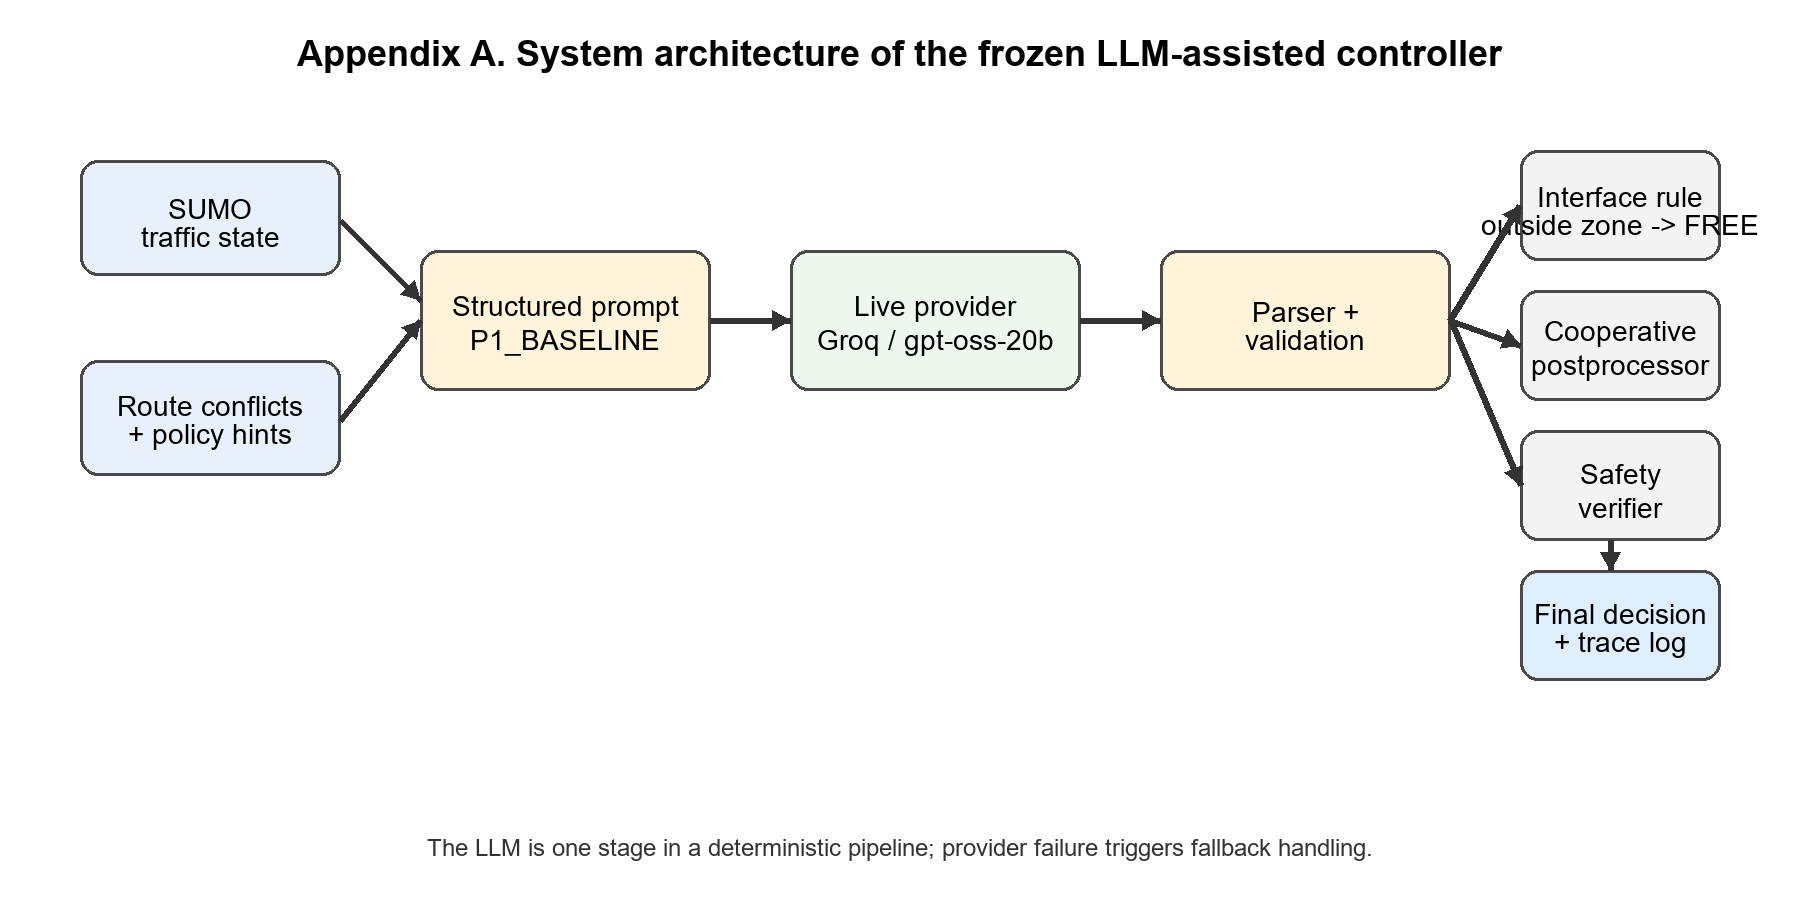 Appendix A. System architecture of the frozen LLM-assisted controller
SUMO
traffic state
Route conflicts
+ policy hints
Structured prompt
P1_BASELINE
Live provider
Groq / gpt-oss-20b
Parser +
validation
Interface rule
outside zone -> FREE
Cooperative
postprocessor
Safety
verifier
Final decision
+ trace log
The LLM is one stage in a deterministic pipeline; provider failure triggers fallback handling.